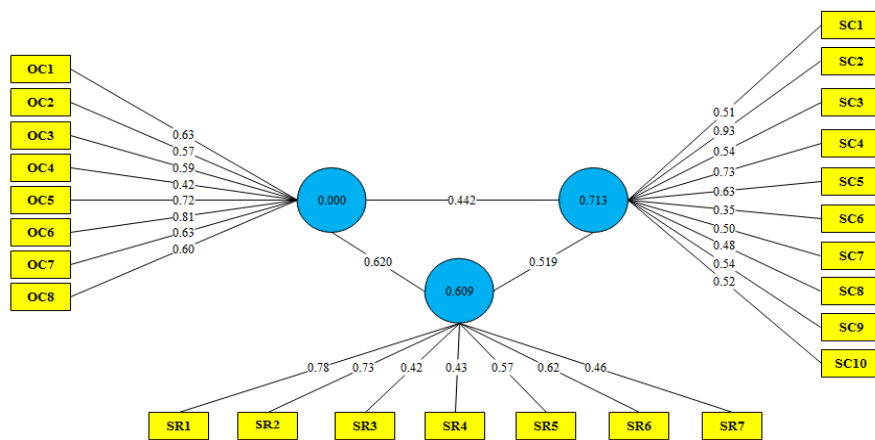 OC1
OC2
OC3
OC4
OC5
OC6
OC7
OC8
0.63
0.57
0.59
0.42
0.72
0.81
0.63
0.60
0.000
0.442
0.713
0.620
0.519
0.609
0.51
0.93
0.54
0.73
0.63
0.35
0.50
0.48
0.54
0.52
SC1
SC2
SC3
SC4
SC5
SC6
SC7
SC8
SC9
SC10
0.78
0.73
0.42
0.43
0.57
0.62
0.46
SR1
SR2
SR3
SR4
SR5
SR6
SR7